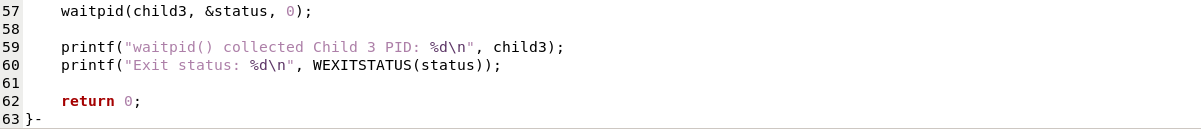 57    waitpid(child3, &status, 0);
58
59    printf("waitpid() collected Child 3 PID: %d\n", child3);
60    printf("Exit status: %d\n", WEXITSTATUS(status));
61
62    return 0;
63 }-